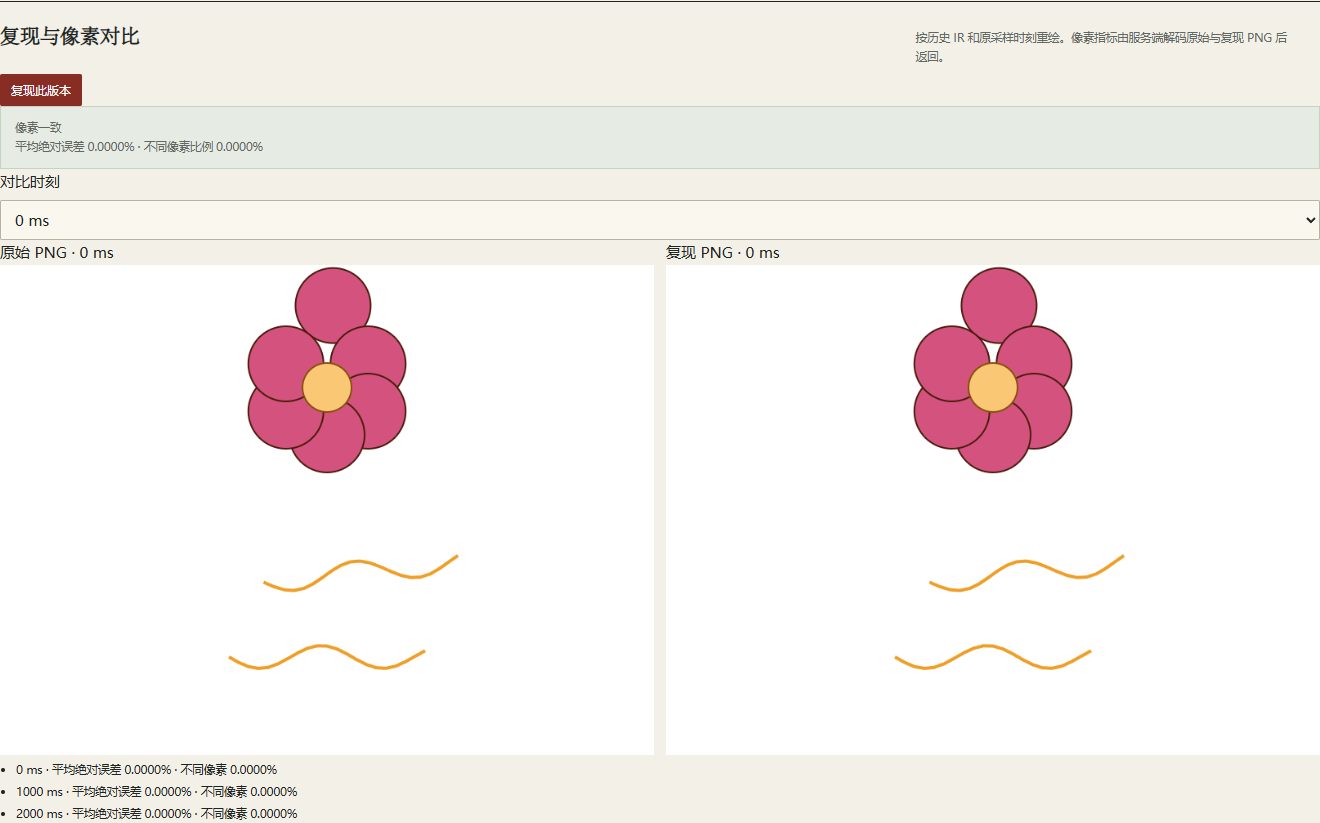 复现与像素对比
按历史 IR 和原采样时刻重绘。像素指标由服务端解码原始与复现 PNG 后
返回。
复现此版本
像素一致
平均绝对误差 0.0000% · 不同像素比例 0.0000%
对比时刻
0 ms
原始 PNG · 0 ms
复现 PNG · 0 ms
0 ms · 平均绝对误差 0.0000% · 不同像素 0.0000%
1000 ms · 平均绝对误差 0.0000% · 不同像素 0.0000%
2000 ms · 平均绝对误差 0.0000% · 不同像素 0.0000%